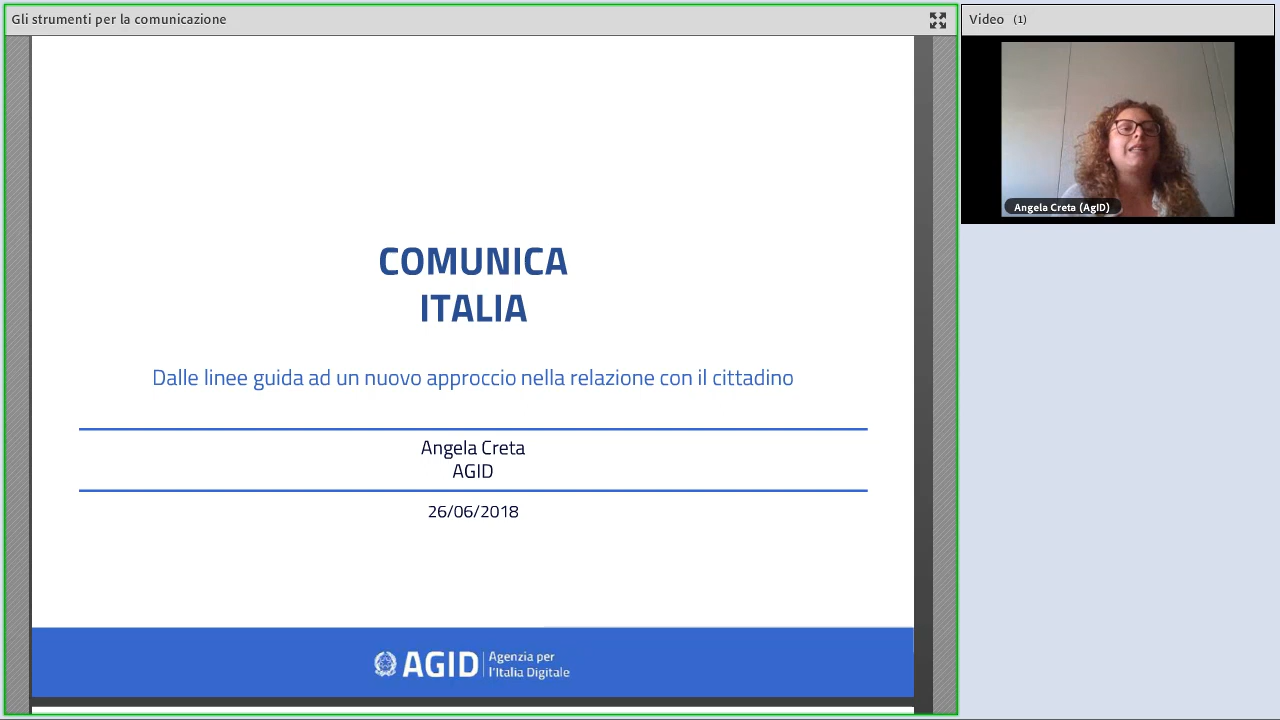 Gli strumenti per la comunicazione
Video (1)
Angela Creta (AgID)
COMUNICA
ITALIA
Dalle linee guida ad un nuovo approccio nella relazione con il cittadino
Angela Creta
AGID
26/06/2018
AGID Agenzia per
l'Italia Digitale